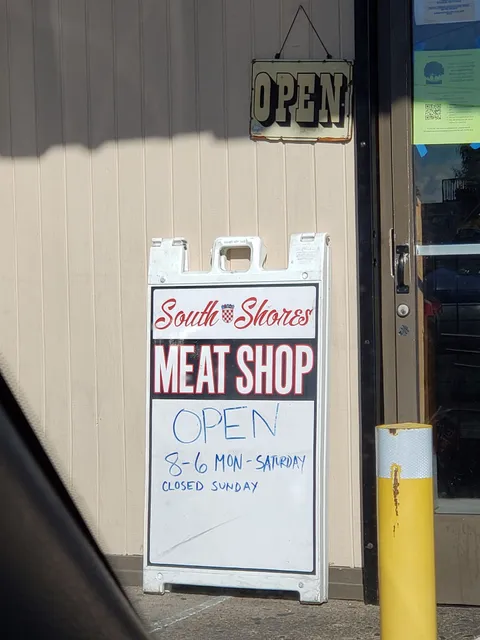 OPEN
South Shores
MEAT SHOP
OPEN
8-6 MON-SATURDAY
CLOSED SUNDAY